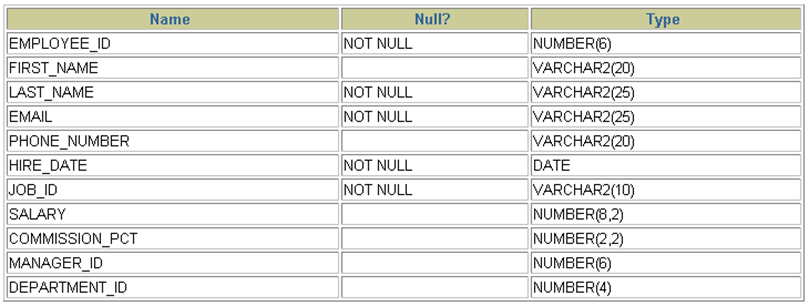 Name Null? Type
EMPLOYEE_ID NOT NULL NUMBER(6)
FIRST_NAME VARCHAR2(20)
LAST_NAME NOT NULL VARCHAR2(25)
EMAIL NOT NULL VARCHAR2(25)
PHONE_NUMBER VARCHAR2(20)
HIRE_DATE NOT NULL DATE
JOB_ID NOT NULL VARCHAR2(10)
SALARY NUMBER(8,2)
COMMISSION_PCT NUMBER(2,2)
MANAGER_ID NUMBER(6)
DEPARTMENT_ID NUMBER(4)